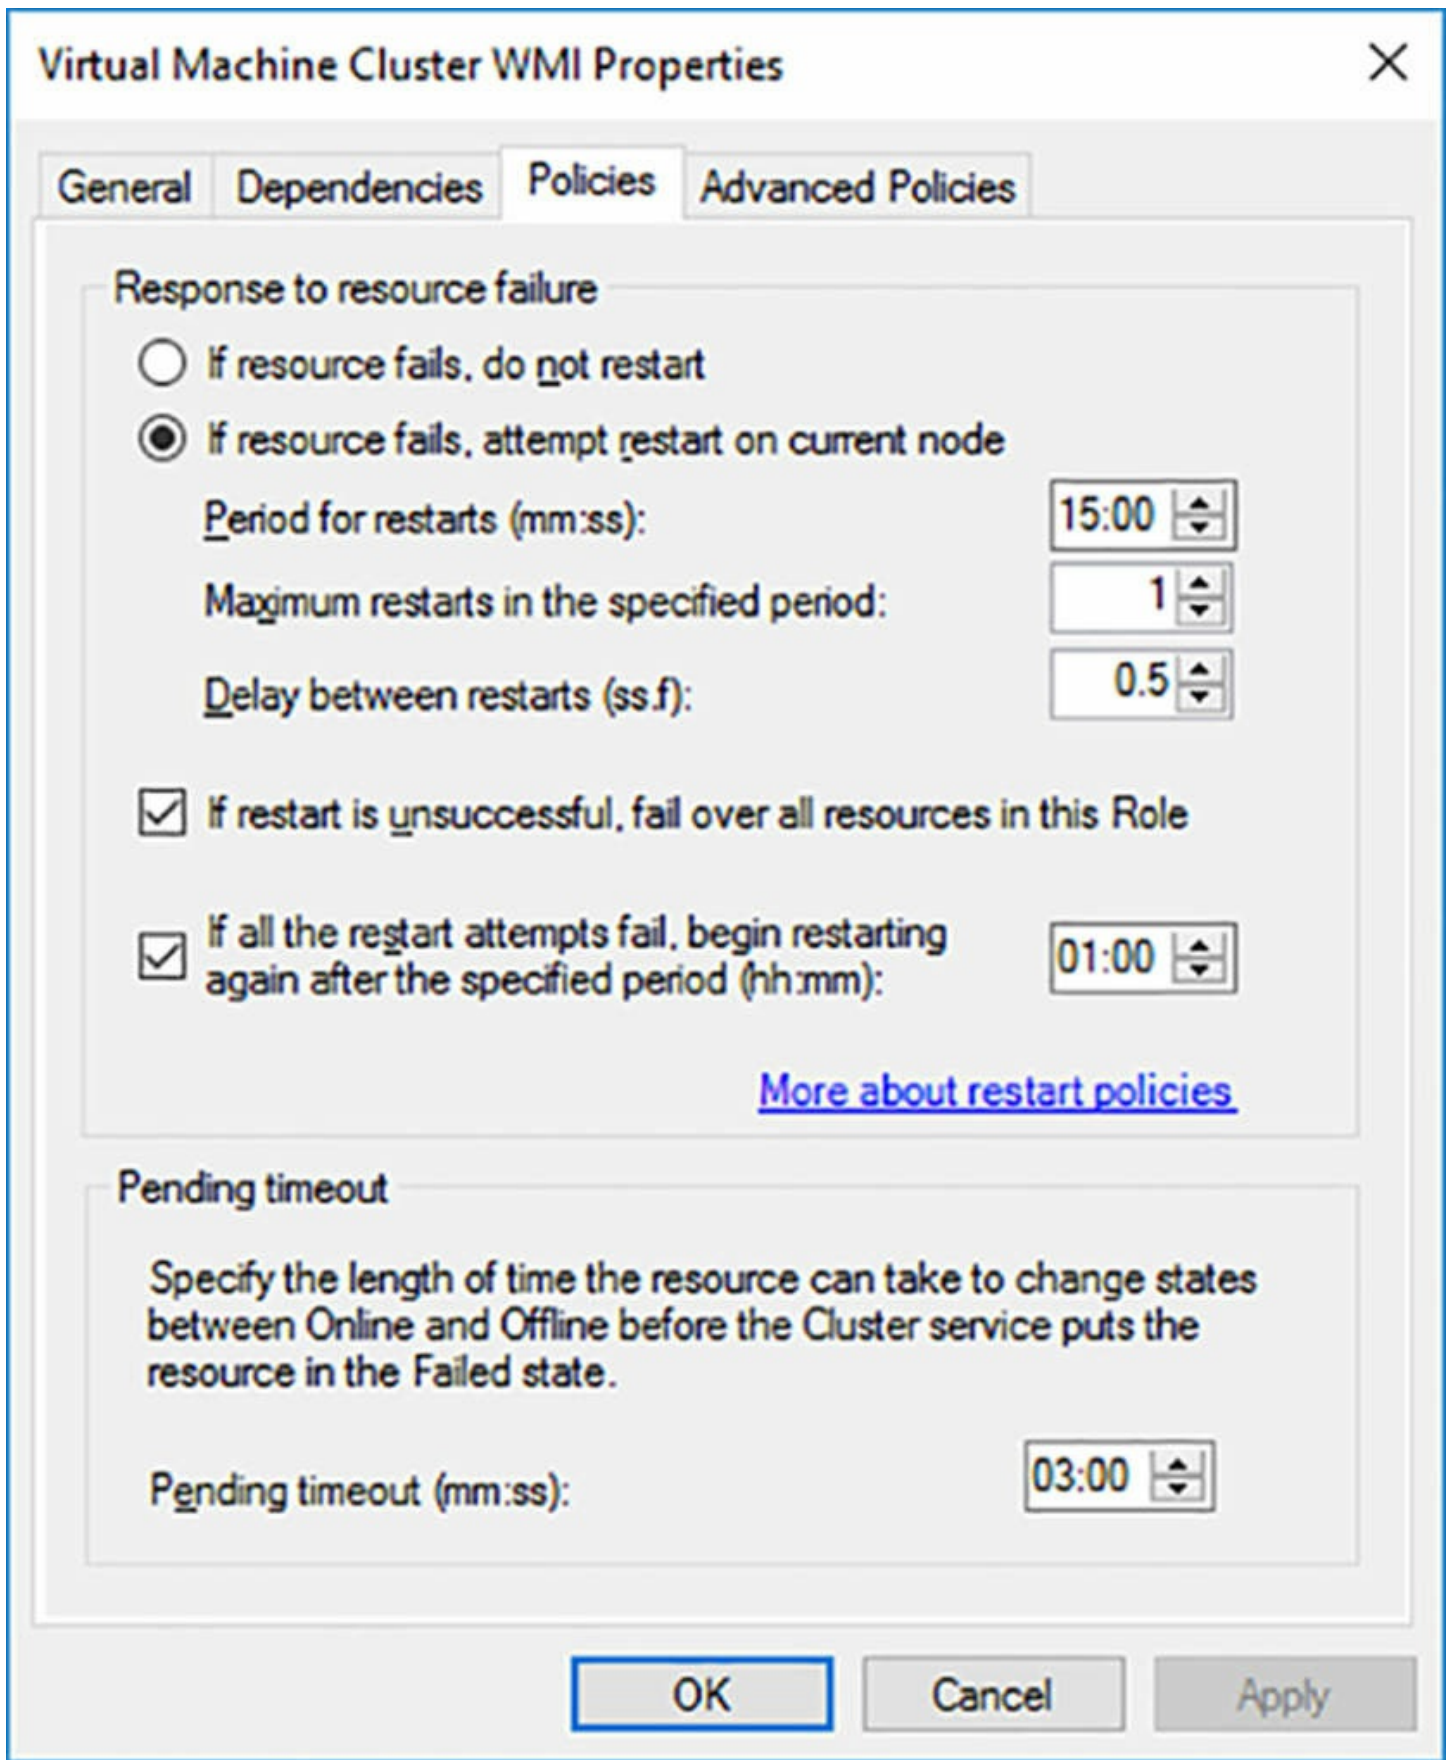 Virtual Machine Cluster WMI Properties
General Dependencies Policies Advanced Policies
Response to resource failure
If resource fails, do not restart
If resource fails, attempt restart on current node
Period for restarts (mm:ss): 15:00
Maximum restarts in the specified period: 1
Delay between restarts (ss.f): 0.5
If restart is unsuccessful, fail over all resources in this Role
If all the restart attempts fail, begin restarting
again after the specified period (hh:mm): 01:00
More about restart policies
Pending timeout
Specify the length of time the resource can take to change states
between Online and Offline before the Cluster service puts the
resource in the Failed state.
Pending timeout (mm:ss): 03:00
OK Cancel Apply